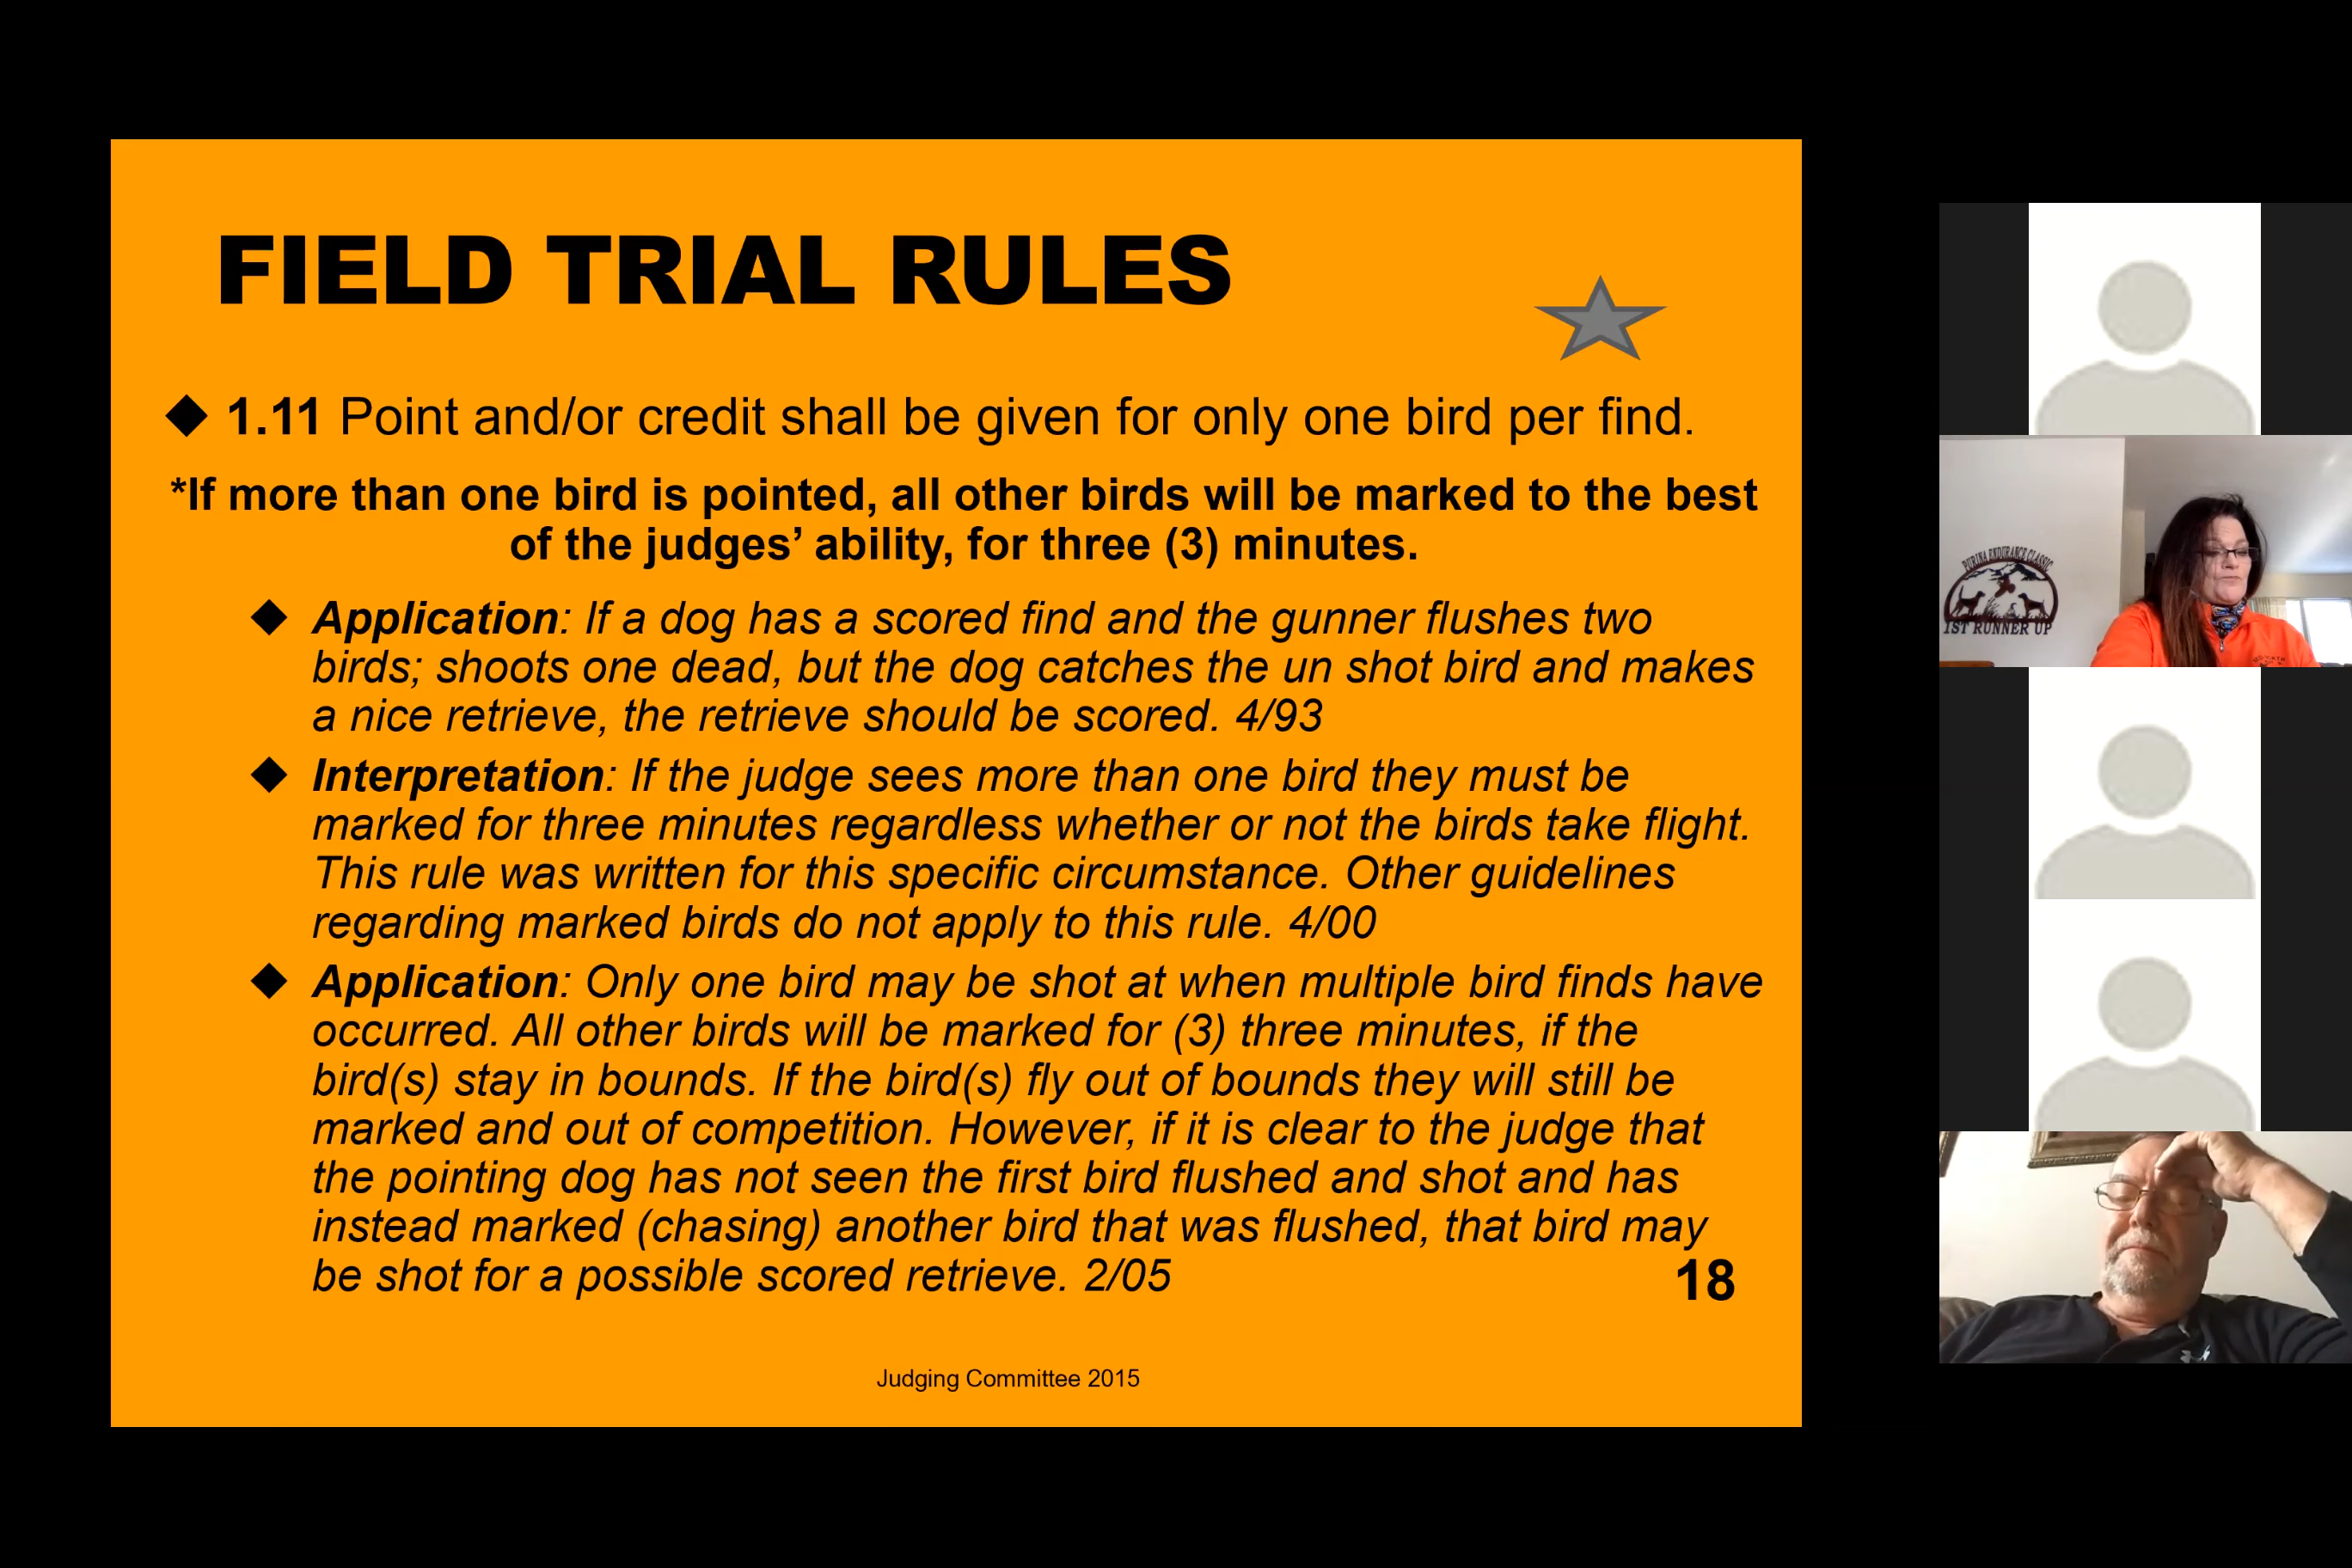 FIELD TRIAL RULES
◆ 1.11 Point and/or credit shall be given for only one bird per find.
*If more than one bird is pointed, all other birds will be marked to the best
of the judges’ ability, for three (3) minutes.
◆ Application: If a dog has a scored find and the gunner flushes two
birds; shoots one dead, but the dog catches the un shot bird and makes
a nice retrieve, the retrieve should be scored. 4/93
◆ Interpretation: If the judge sees more than one bird they must be
marked for three minutes regardless whether or not the birds take flight.
This rule was written for this specific circumstance. Other guidelines
regarding marked birds do not apply to this rule. 4/00
◆ Application: Only one bird may be shot at when multiple bird finds have
occurred. All other birds will be marked for (3) three minutes, if the
bird(s) stay in bounds. If the bird(s) fly out of bounds they will still be
marked and out of competition. However, if it is clear to the judge that
the pointing dog has not seen the first bird flushed and shot and has
instead marked (chasing) another bird that was flushed, that bird may
be shot for a possible scored retrieve. 2/05
18
Judging Committee 2015
PURINA ENDURANCE CLASSIC
1ST RUNNER UP